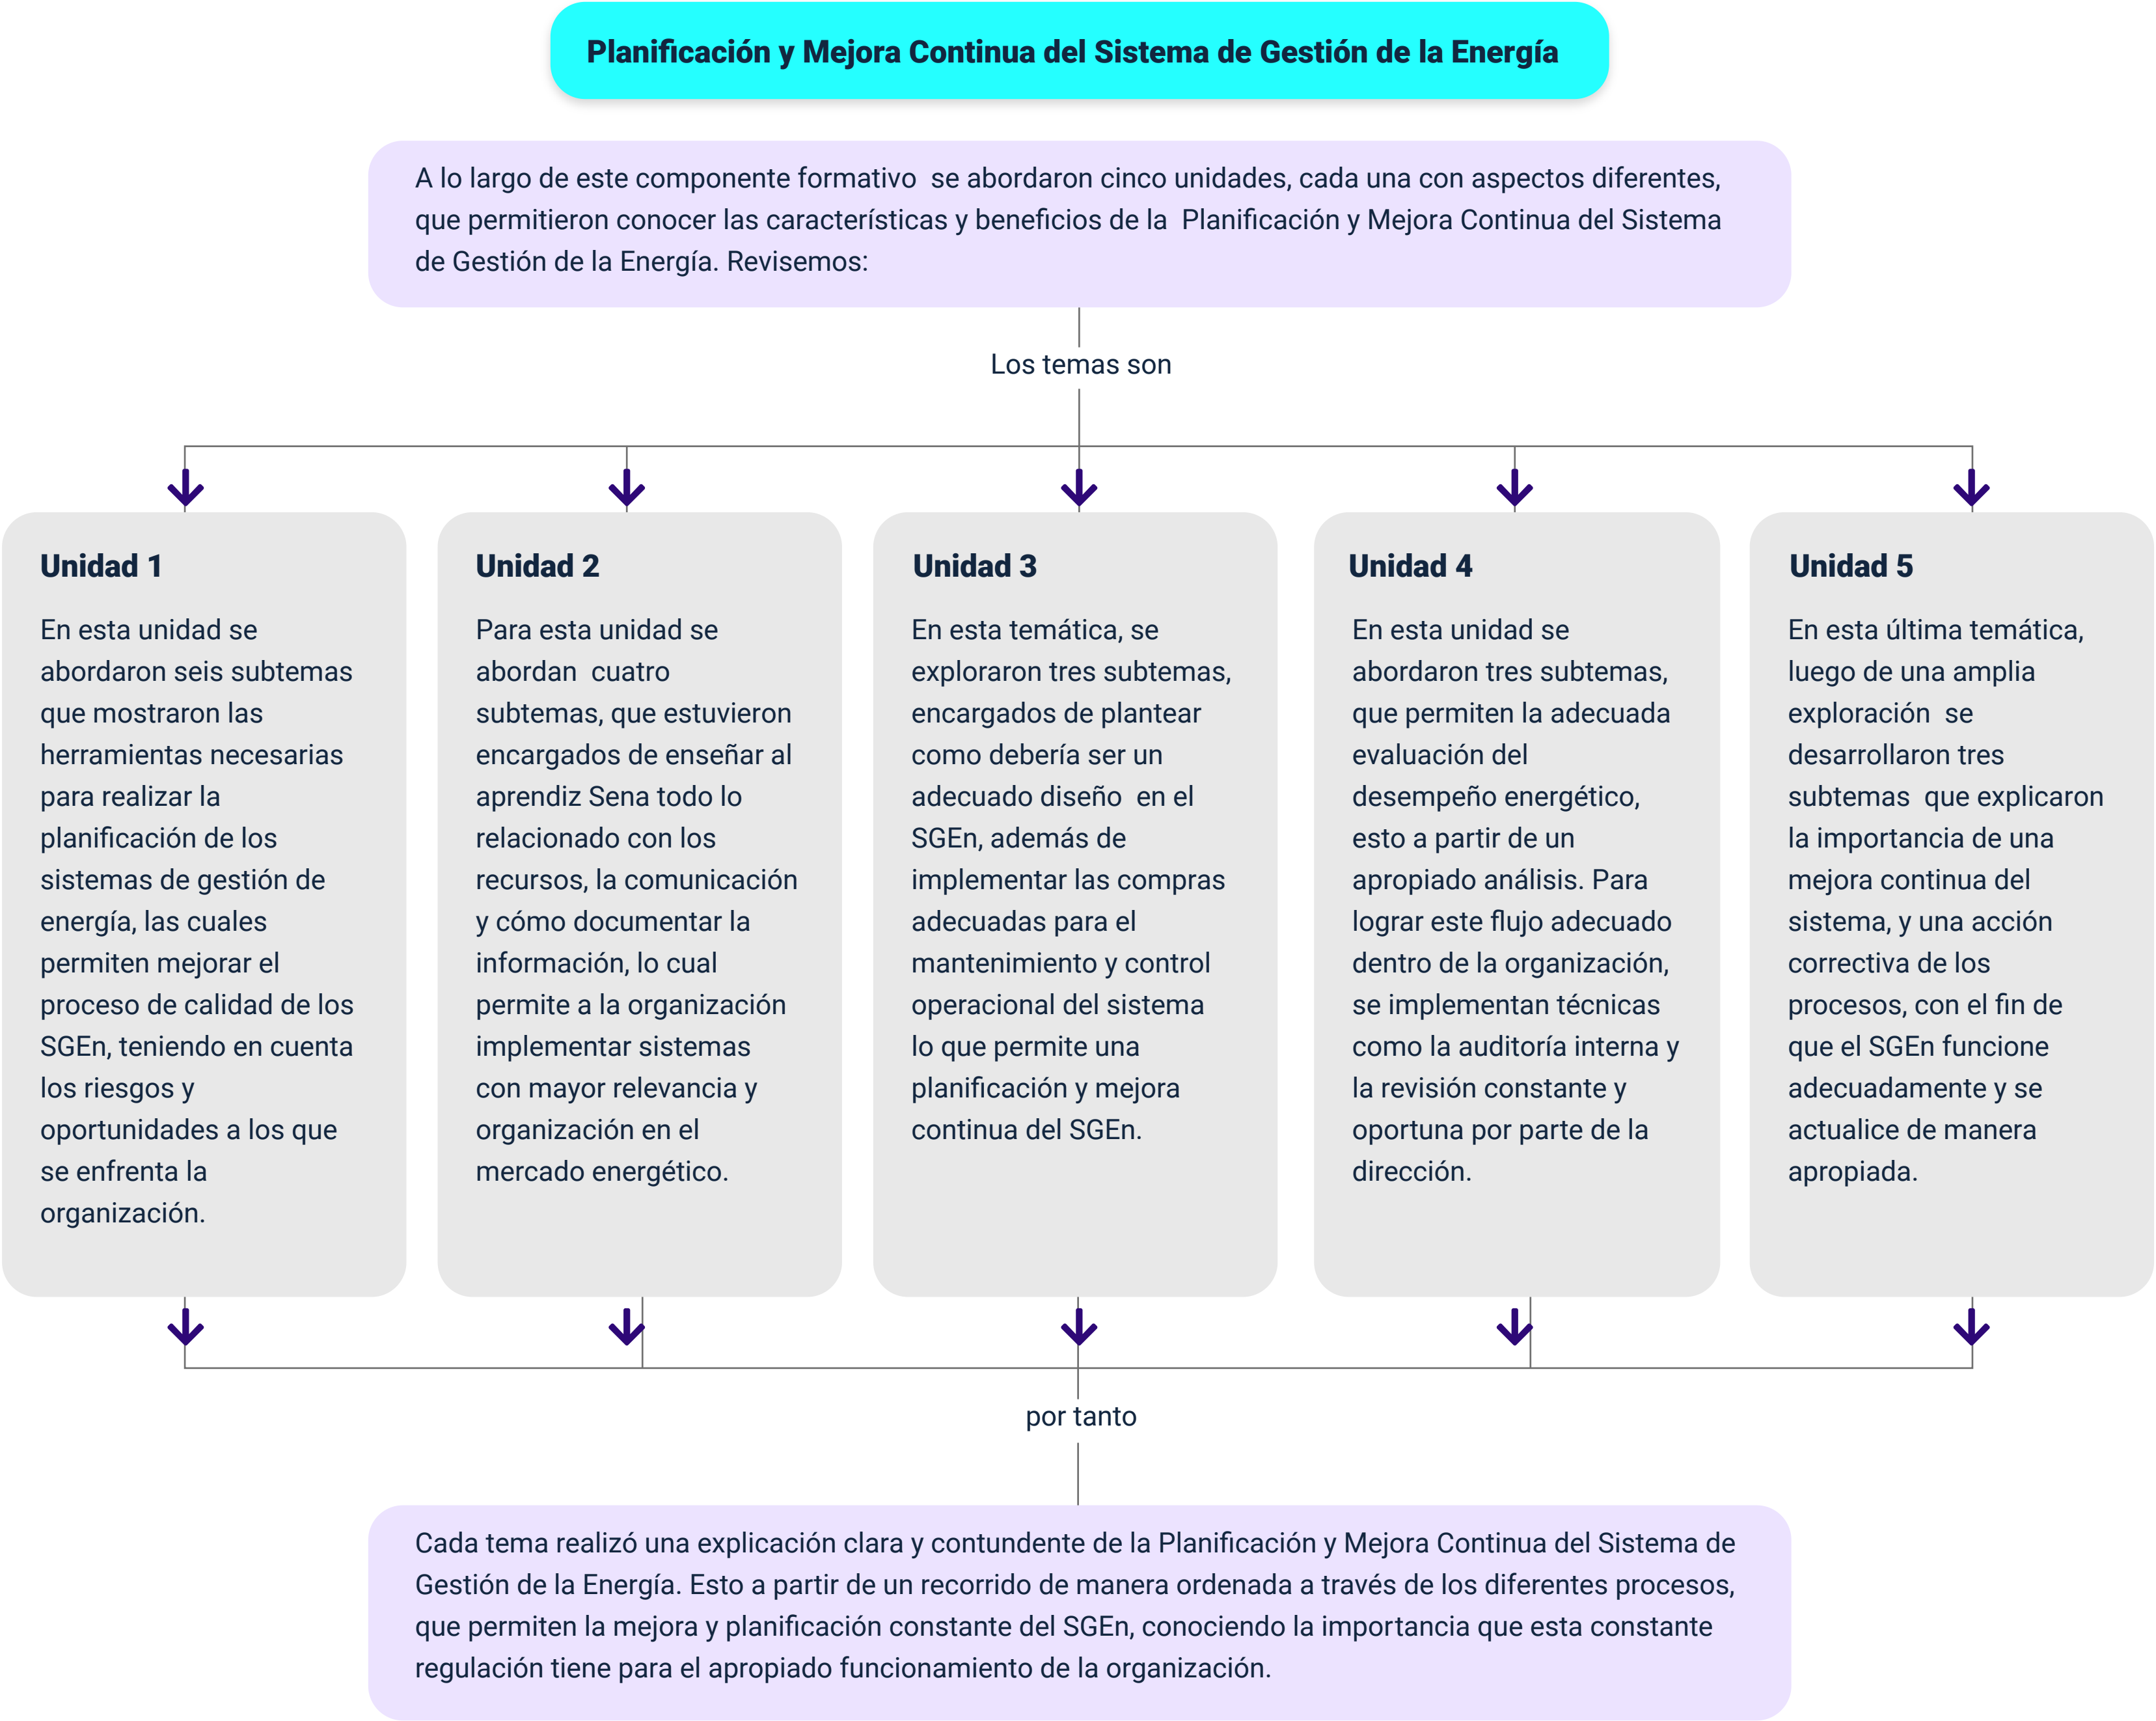 Planificación y Mejora Continua del Sistema de Gestión de la Energía
A lo largo de este componente formativo se abordaron cinco unidades, cada una con aspectos diferentes,
que permitieron conocer las características y beneficios de la Planificación y Mejora Continua del Sistema
de Gestión de la Energía. Revisemos:
Los temas son
Unidad 1
En esta unidad se
abordaron seis subtemas
que mostraron las
herramientas necesarias
para realizar la
planificación de los
sistemas de gestión de
energía, las cuales
permiten mejorar el
proceso de calidad de los
SGEn, teniendo en cuenta
los riesgos y
oportunidades a los que
se enfrenta la
organización.
Unidad 2
Para esta unidad se
abordan cuatro
subtemas, que estuvieron
encargados de enseñar al
aprendiz Sena todo lo
relacionado con los
recursos, la comunicación
y cómo documentar la
información, lo cual
permite a la organización
implementar sistemas
con mayor relevancia y
organización en el
mercado energético.
Unidad 3
En esta temática, se
exploraron tres subtemas,
encargados de plantear
como debería ser un
adecuado diseño en el
SGEn, además de
implementar las compras
adecuadas para el
mantenimiento y control
operacional del sistema
lo que permite una
planificación y mejora
continua del SGEn.
Unidad 4
En esta unidad se
abordaron tres subtemas,
que permiten la adecuada
evaluación del
desempeño energético,
esto a partir de un
apropiado análisis. Para
lograr este flujo adecuado
dentro de la organización,
se implementan técnicas
como la auditoría interna y
la revisión constante y
oportuna por parte de la
dirección.
Unidad 5
En esta última temática,
luego de una amplia
exploración se
desarrollaron tres
subtemas que explicaron
la importancia de una
mejora continua del
sistema, y una acción
correctiva de los
procesos, con el fin de
que el SGEn funcione
adecuadamente y se
actualice de manera
apropiada.
por tanto
Cada tema realizó una explicación clara y contundente de la Planificación y Mejora Continua del Sistema de
Gestión de la Energía. Esto a partir de un recorrido de manera ordenada a través de los diferentes procesos,
que permiten la mejora y planificación constante del SGEn, conociendo la importancia que esta constante
regulación tiene para el apropiado funcionamiento de la organización.